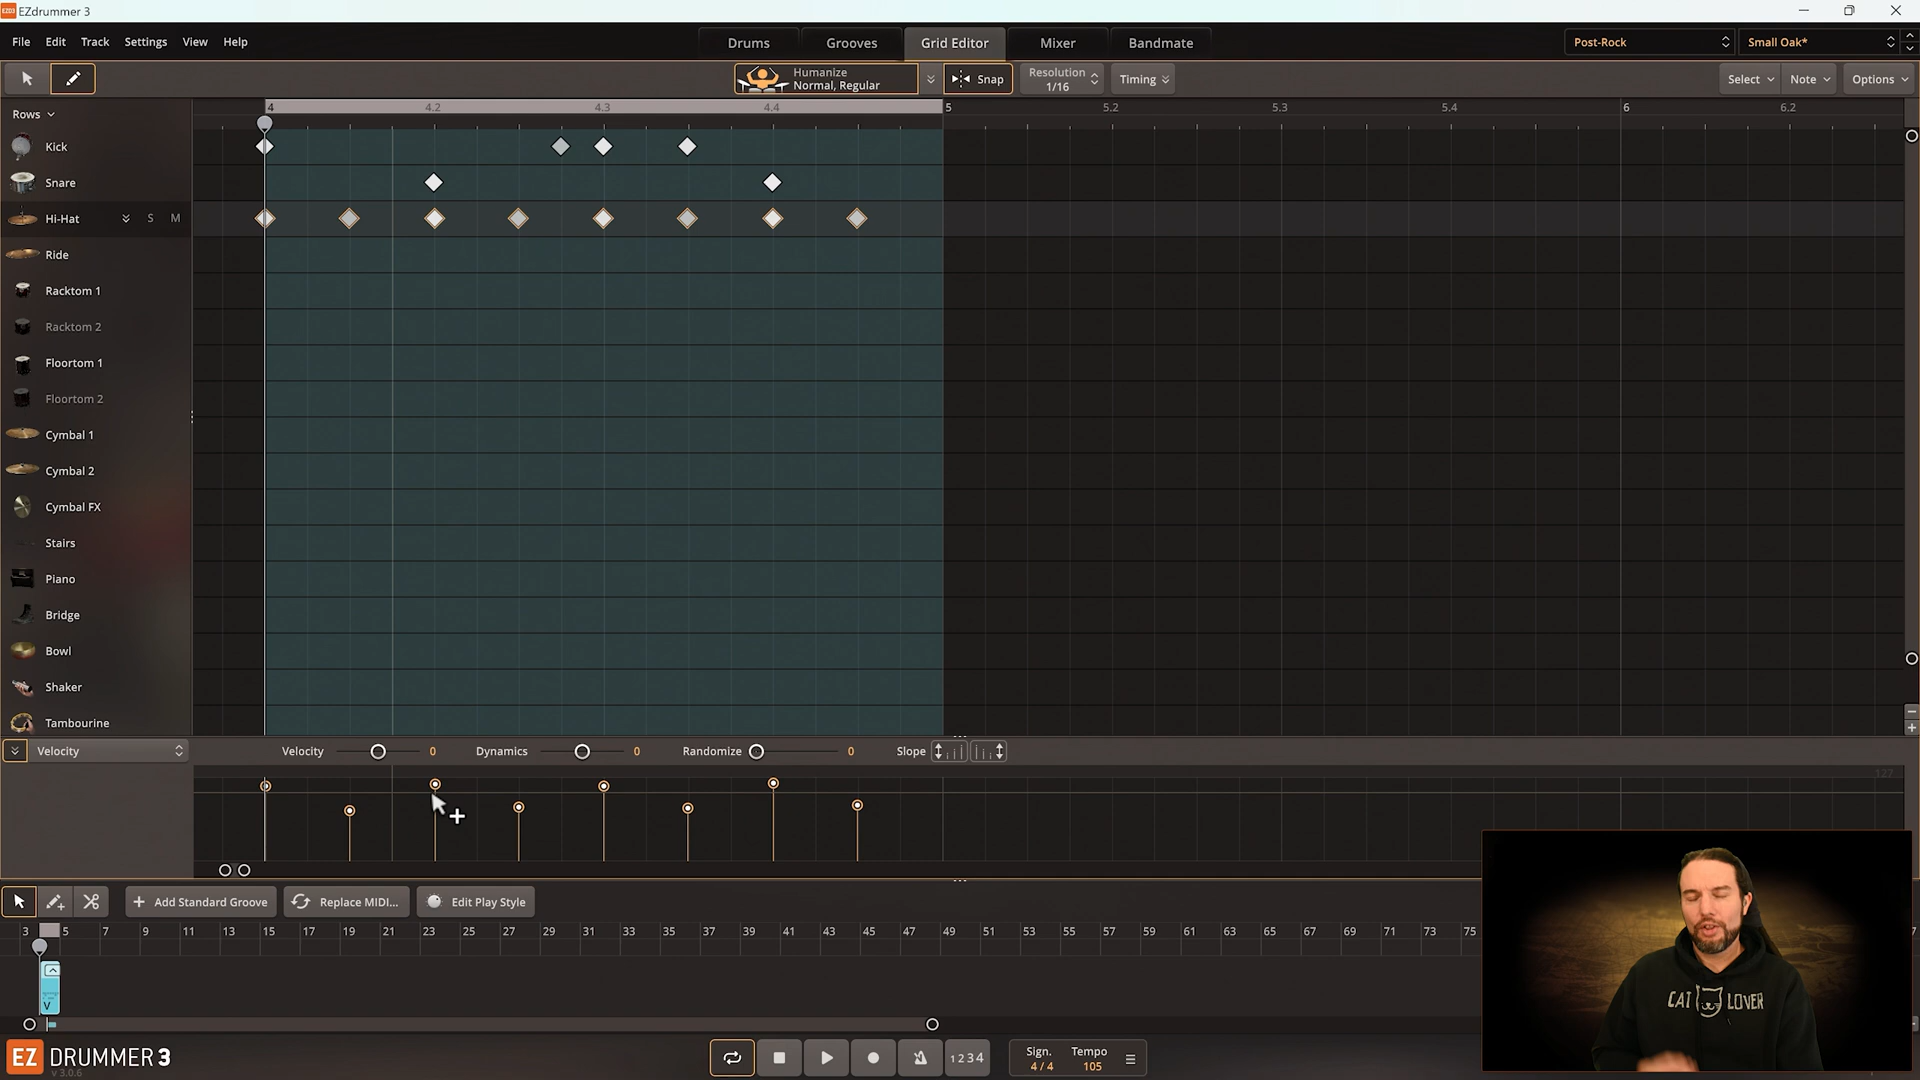 EZD3 EZdrummer 3
File Edit Track Settings View Help
Drums Grooves Grid Editor Mixer Bandmate
Post-Rock Small Oak*
Humanize
Normal, Regular
Snap
Resolution
1/16
Timing
Select Note Options
Rows
4 4.2 4.3 4.4 5 5.2 5.3 5.4 6 6.2
Kick
Snare
Hi-Hat S M
Ride
Racktom 1
Racktom 2
Floortom 1
Floortom 2
Cymbal 1
Cymbal 2
Cymbal FX
Stairs
Piano
Bridge
Bowl
Shaker
Tambourine
Velocity Velocity 0 Dynamics 0 Randomize 0 Slope
127
Add Standard Groove Replace MIDI... Edit Play Style
3 5 7 9 11 13 15 17 19 21 23 25 27 29 31 33 35 37 39 41 43 45 47 49 51 53 55 57 59 61 63 65 67 69 71 73 75 7
V
CAT LOVER
EZ DRUMMER 3
v 3.0.6
1 2 3 4
Sign. Tempo
4 / 4 105